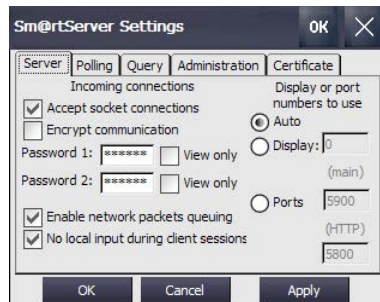 Sm@rtServer Settings OK
Server Polling Query Administration Certificate
Incoming connections
Accept socket connections
Encrypt communication
Password 1: ****** View only
Password 2: ****** View only
Enable network packets queuing
No local input during client sessions
Display or port
numbers to use
Auto
Display: 0
(main)
Ports 5900
(HTTP)
5800
OK Cancel Apply